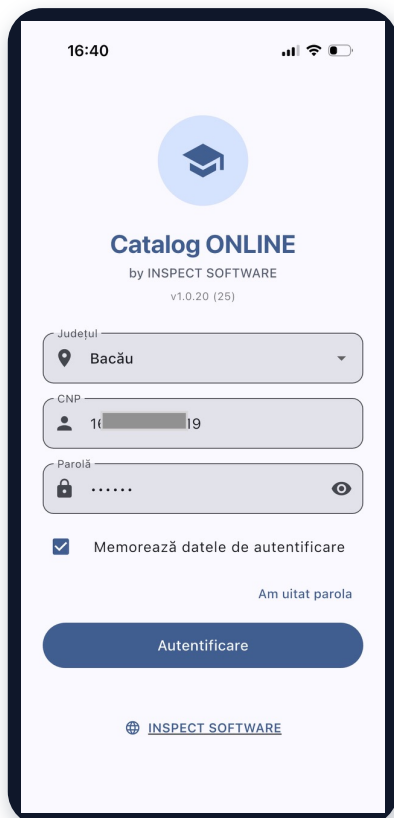 16:40
Catalog ONLINE
by INSPECT SOFTWARE
v1.0.20 (25)
Județul
Bacău
CNP
19
Parolă
······
Memorează datele de autentificare
Am uitat parola
Autentificare
INSPECT SOFTWARE